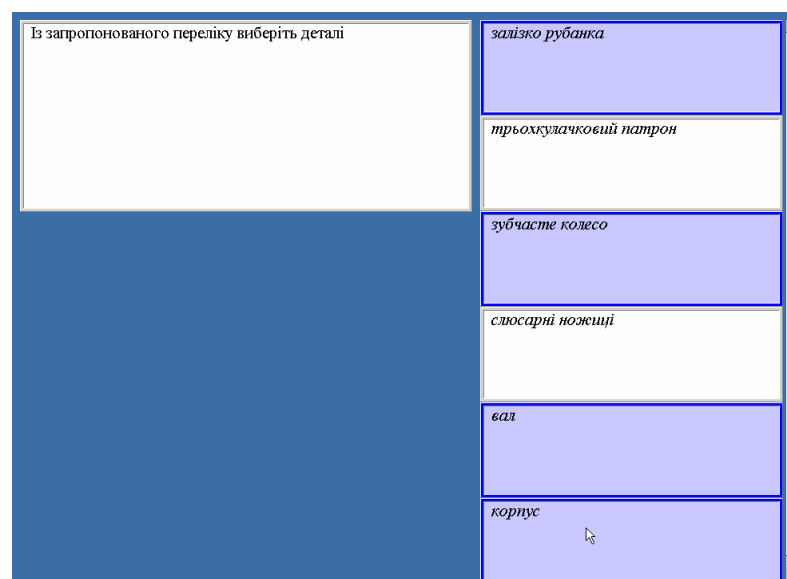 Із запропонованого переліку виберіть деталі
залізко рубанка
трьохкулачковий патрон
зубчасте колесо
слюсарні ножиці
вал
корпус